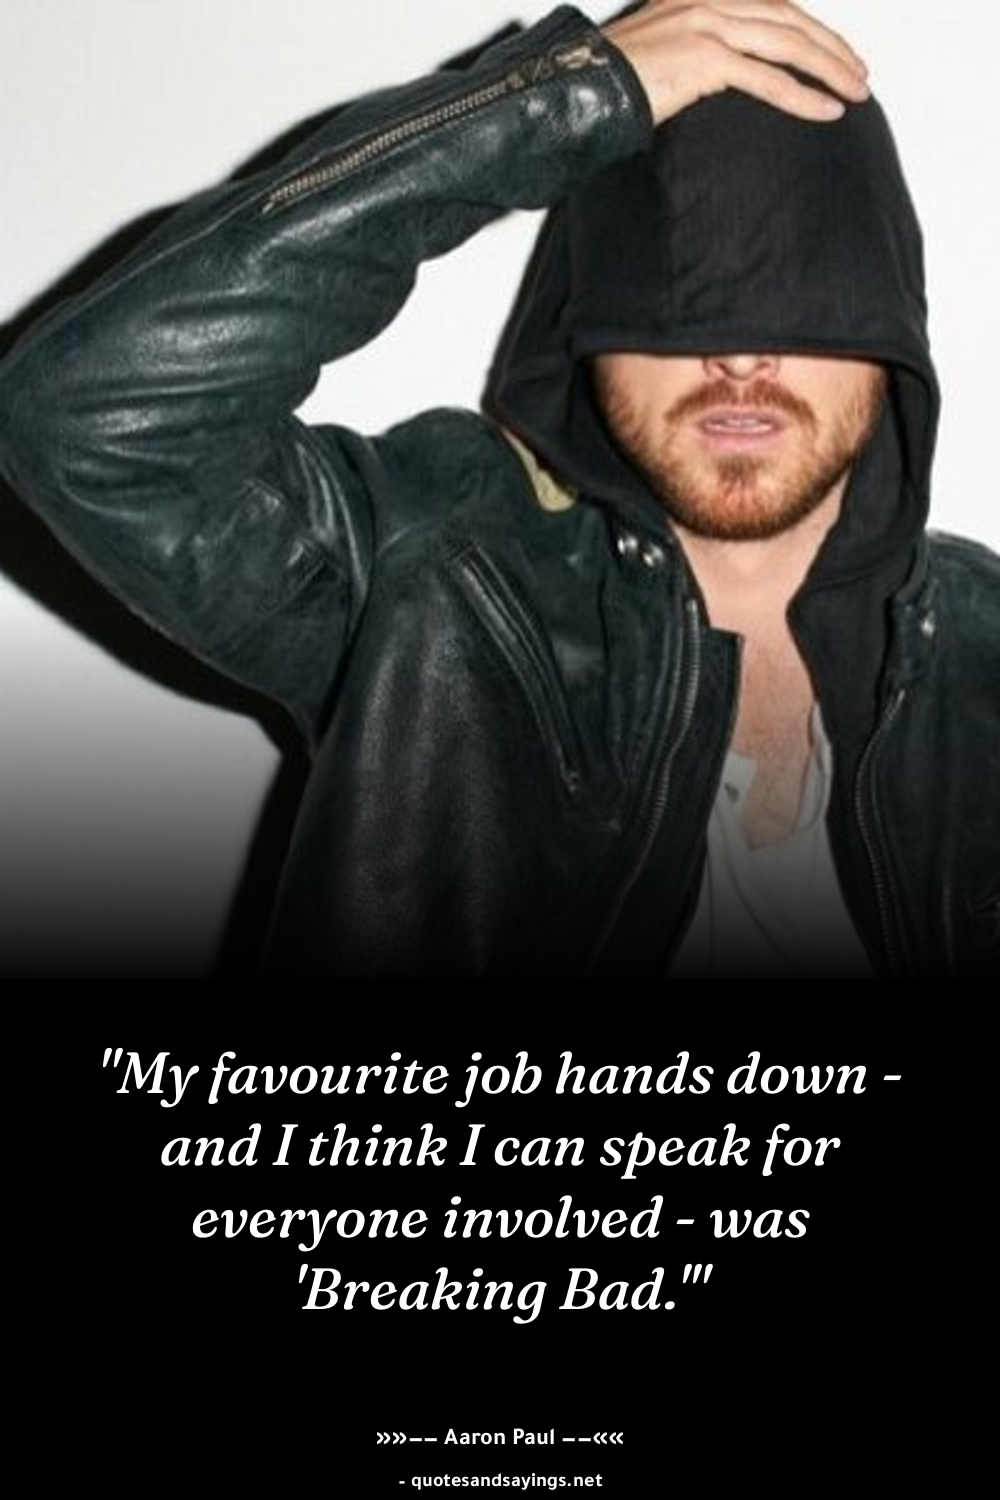 "My favourite job hands down -
and I think I can speak for
everyone involved - was
'Breaking Bad.'"
»»–– Aaron Paul ––««
- quotesandsayings.net